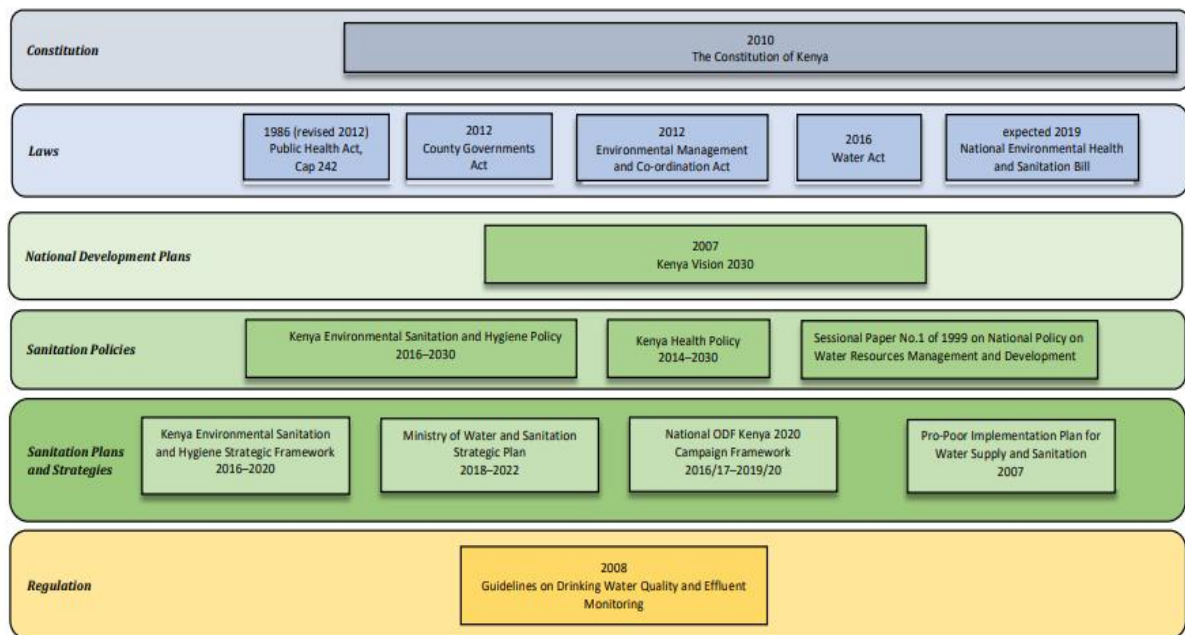 Constitution
2010
The Constitution of Kenya
Laws
1986 (revised 2012)
Public Health Act,
Cap 242
2012
County Governments
Act
2012
Environmental Management
and Co-ordination Act
2016
Water Act
expected 2019
National Environmental Health
and Sanitation Bill
National Development Plans
2007
Kenya Vision 2030
Sanitation Policies
Kenya Environmental Sanitation and Hygiene Policy
2016–2030
Kenya Health Policy
2014–2030
Sessional Paper No.1 of 1999 on National Policy on
Water Resources Management and Development
Sanitation Plans
and Strategies
Kenya Environmental Sanitation
and Hygiene Strategic Framework
2016–2020
Ministry of Water and Sanitation
Strategic Plan
2018–2022
National ODF Kenya 2020
Campaign Framework
2016/17–2019/20
Pro-Poor Implementation Plan for
Water Supply and Sanitation
2007
Regulation
2008
Guidelines on Drinking Water Quality and Effluent
Monitoring